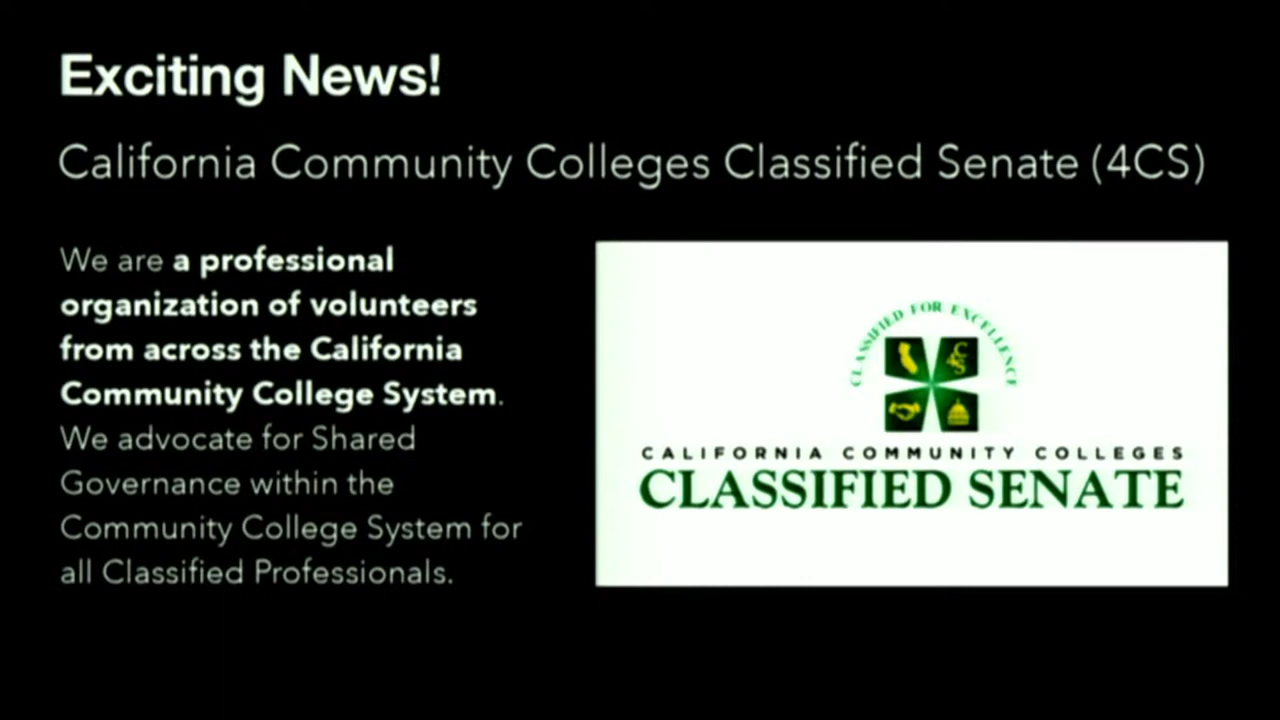 Exciting News!
California Community Colleges Classified Senate (4CS)
We are a professional
organization of volunteers
from across the California
Community College System.
We advocate for Shared
Governance within the
Community College System for
all Classified Professionals.
CLASSIFIED FOR EXCELLENCE
4CS
CALIFORNIA COMMUNITY COLLEGES
CLASSIFIED SENATE